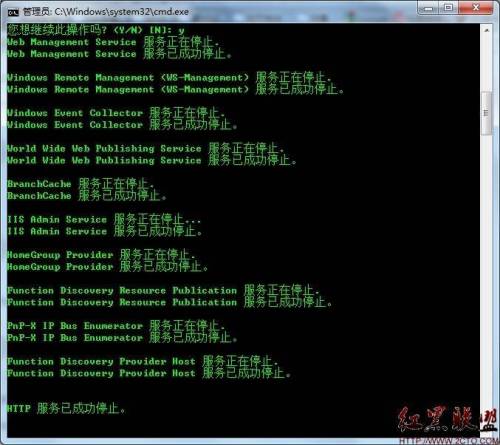 管理员: C:\Windows\system32\cmd.exe
您想继续此操作吗? (Y/N) [N]: y
Web Management Service 服务正在停止.
Web Management Service 服务已成功停止。
Windows Remote Management (WS-Management) 服务正在停止.
Windows Remote Management (WS-Management) 服务已成功停止。
Windows Event Collector 服务正在停止.
Windows Event Collector 服务已成功停止。
World Wide Web Publishing Service 服务正在停止.
World Wide Web Publishing Service 服务已成功停止。
BranchCache 服务正在停止.
BranchCache 服务已成功停止。
IIS Admin Service 服务正在停止...
IIS Admin Service 服务已成功停止。
HomeGroup Provider 服务正在停止.
HomeGroup Provider 服务已成功停止。
Function Discovery Resource Publication 服务正在停止.
Function Discovery Resource Publication 服务已成功停止。
PnP-X IP Bus Enumerator 服务正在停止.
PnP-X IP Bus Enumerator 服务已成功停止。
Function Discovery Provider Host 服务正在停止.
Function Discovery Provider Host 服务已成功停止。
HTTP 服务已成功停止。
红黑联盟
HTTP://WWW.2CTO.COM